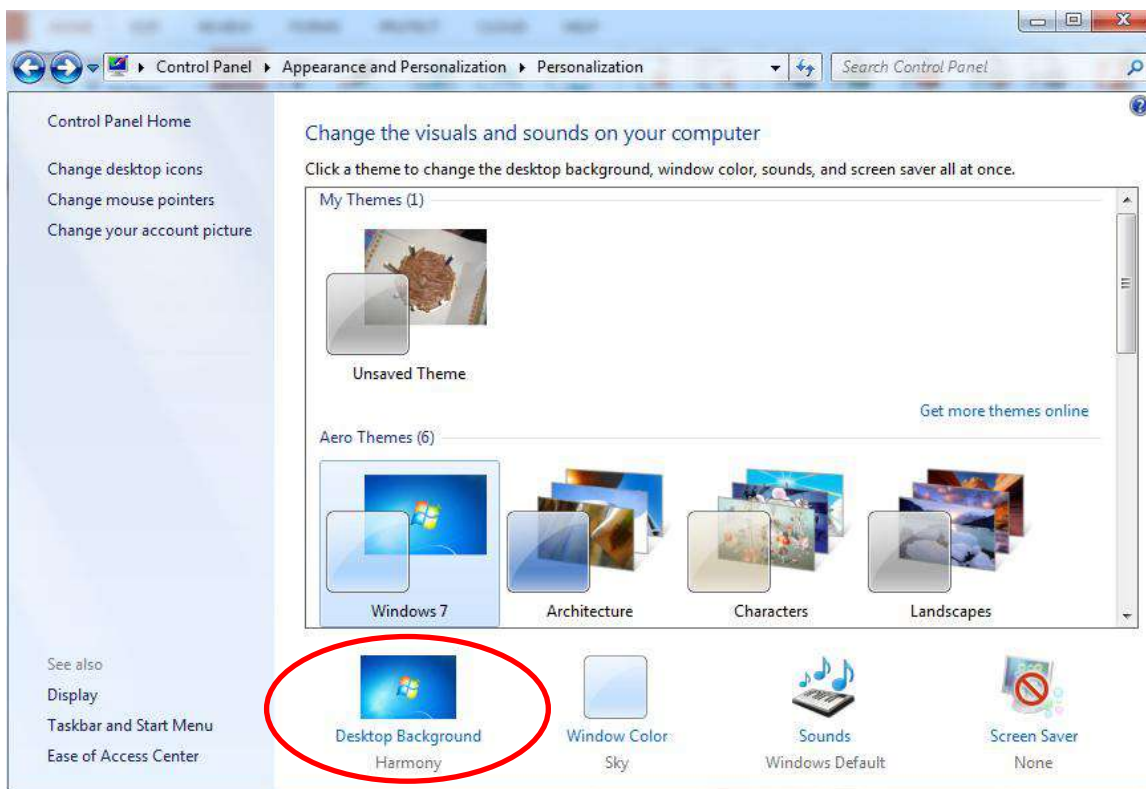 Control Panel ▸ Appearance and Personalization ▸ Personalization
Search Control Panel
Control Panel Home
Change desktop icons
Change mouse pointers
Change your account picture
See also
Display
Taskbar and Start Menu
Ease of Access Center
Change the visuals and sounds on your computer
Click a theme to change the desktop background, window color, sounds, and screen saver all at once.
My Themes (1)
Unsaved Theme
Get more themes online
Aero Themes (6)
Windows 7
Architecture
Characters
Landscapes
Desktop Background
Harmony
Window Color
Sky
Sounds
Windows Default
Screen Saver
None